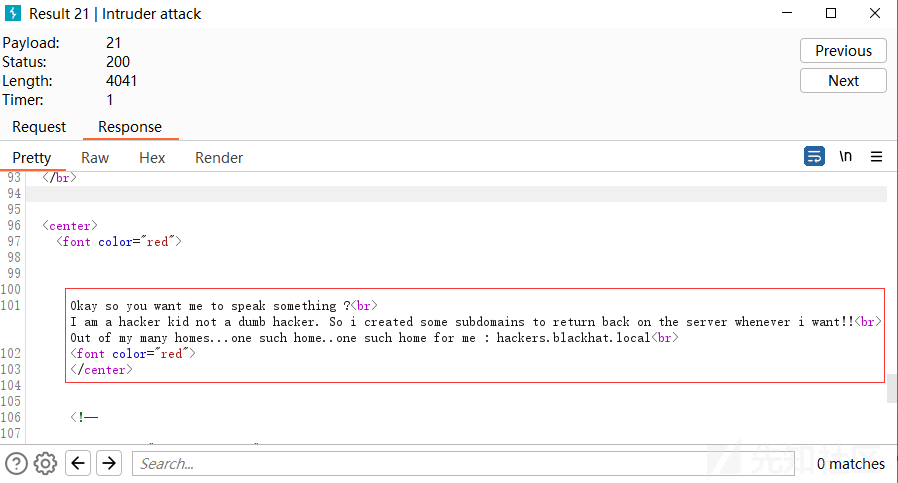 Result 21 | Intruder attack
Payload: 21
Status: 200
Length: 4041
Timer: 1
Previous
Next
Request Response
Pretty Raw Hex Render \n
93 </br>
94
95
96 <center>
97 <font color="red">
98
99
100
101 Okay so you want me to speak something ?<br>
I am a hacker kid not a dumb hacker. So i created some subdomains to return back on the server whenever i want!!<br>
Out of my many homes...one such home..one such home for me : hackers.blackhat.local<br>
102 <font color="red">
103 </center>
104
105
106 <!--
107
Search... 0 matches
先知社区